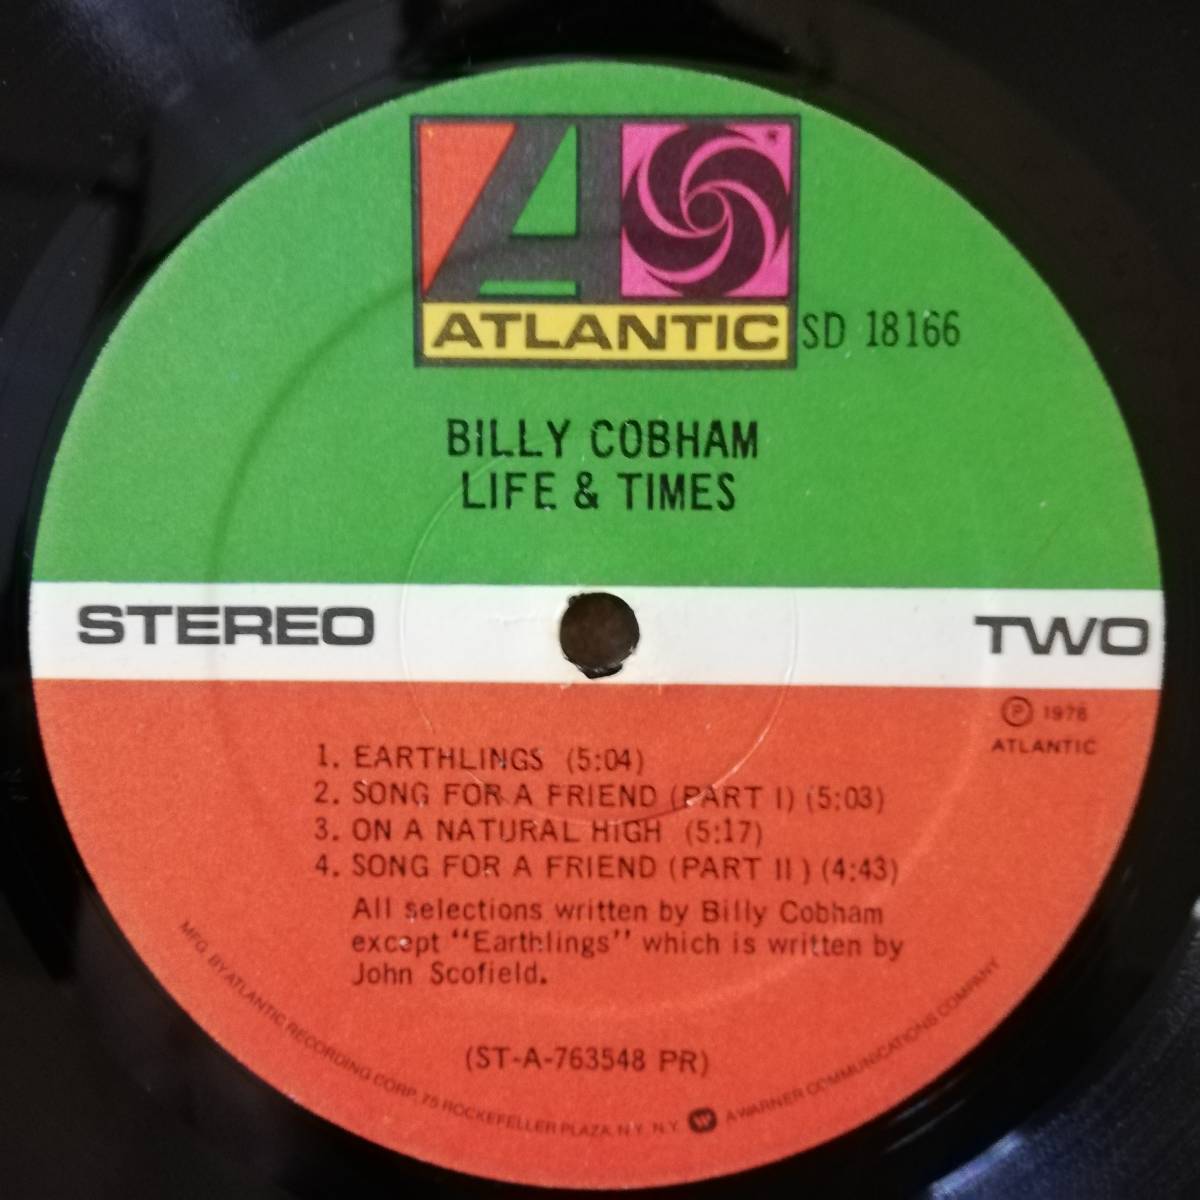 ATLANTIC
SD 18166
BILLY COBHAM
LIFE & TIMES
STEREO
TWO
Ⓟ 1976
ATLANTIC
1. EARTHLINGS (5:04)
2. SONG FOR A FRIEND (PART I) (5:03)
3. ON A NATURAL HIGH (5:17)
4. SONG FOR A FRIEND (PART II) (4:43)
All selections written by Billy Cobham
except "Earthlings" which is written by
John Scofield.
(ST-A-763548 PR)
MFG. BY ATLANTIC RECORDING CORP., 75 ROCKEFELLER PLAZA, N.Y. N.Y. W A WARNER COMMUNICATIONS COMPANY